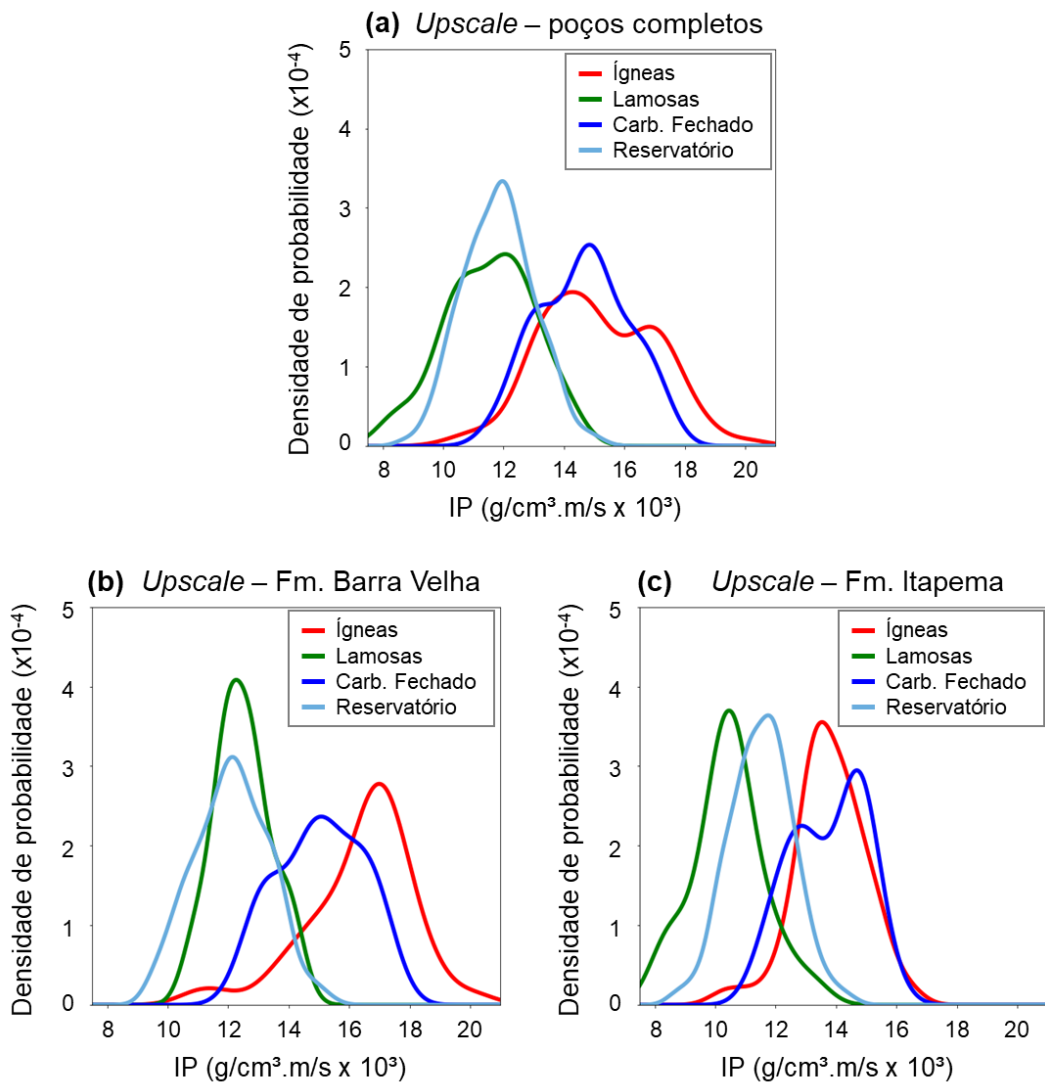 (a) Upscale – poços completos
Densidade de probabilidade (x10⁻⁴)
5
4
3
2
1
0
Ígneas
Lamosas
Carb. Fechado
Reservatório
8 10 12 14 16 18 20
IP (g/cm³.m/s x 10³)
(b) Upscale – Fm. Barra Velha
Densidade de probabilidade (x10⁻⁴)
5
4
3
2
1
0
Ígneas
Lamosas
Carb. Fechado
Reservatório
8 10 12 14 16 18 20
IP (g/cm³.m/s x 10³)
(c) Upscale – Fm. Itapema
Densidade de probabilidade (x10⁻⁴)
5
4
3
2
1
0
Ígneas
Lamosas
Carb. Fechado
Reservatório
8 10 12 14 16 18 20
IP (g/cm³.m/s x 10³)